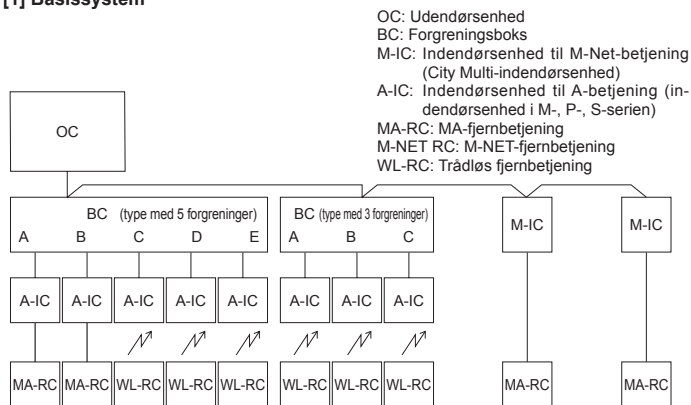 [1] Basissystem
OC: Udendørsenhed
BC: Forgreningsboks
M-IC: Indendørsenhed til M-Net-betjening
(City Multi-indendørsenhed)
A-IC: Indendørsenhed til A-betjening (in-
dendørsenhed i M-, P-, S-serien)
MA-RC: MA-fjernbetjening
M-NET RC: M-NET-fjernbetjening
WL-RC: Trådløs fjernbetjening
OC
BC (type med 5 forgreninger)
A B C D E
BC (type med 3 forgreninger)
A B C
M-IC M-IC
A-IC A-IC A-IC A-IC A-IC A-IC A-IC A-IC
MA-RC MA-RC WL-RC WL-RC WL-RC WL-RC WL-RC WL-RC MA-RC MA-RC